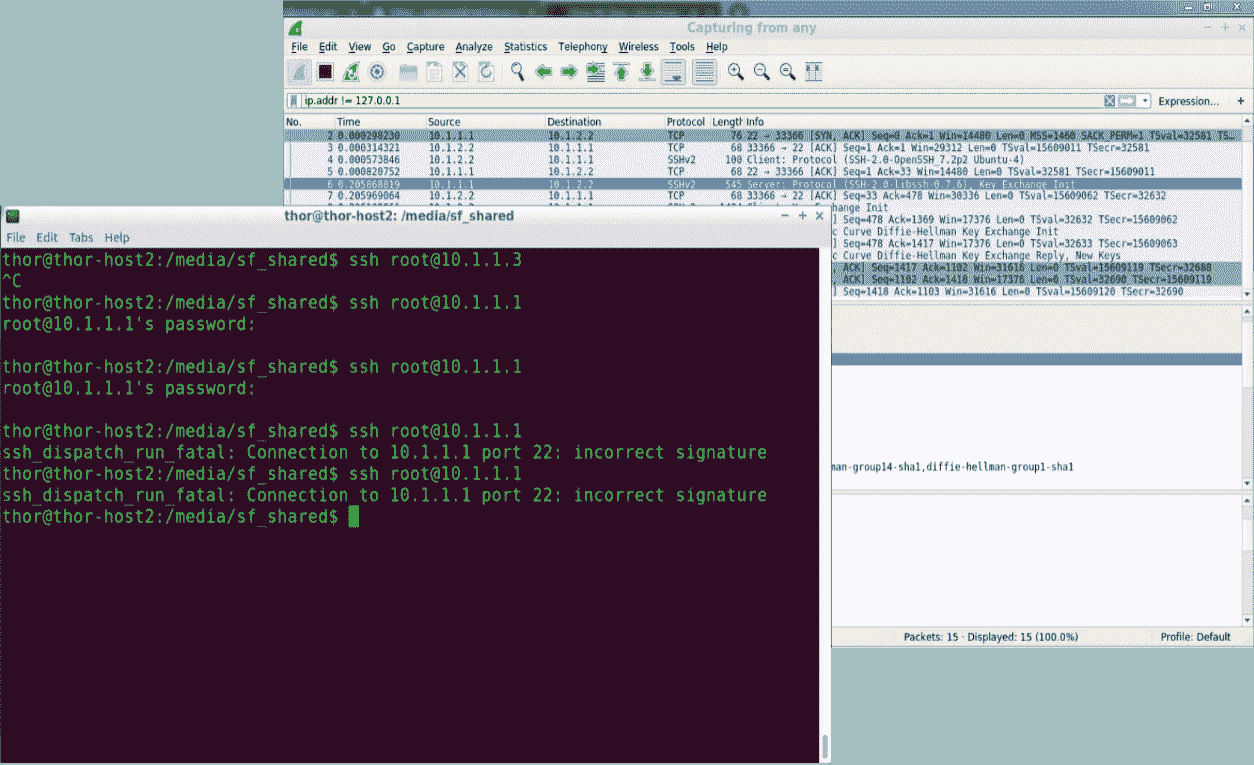 Capturing from any
File Edit View Go Capture Analyze Statistics Telephony Wireless Tools Help
ip.addr != 127.0.0.1
Expression... +
No. Time Source Destination Protocol Length Info
2 0.000298230 10.1.1.1 10.1.2.2 TCP 76 22 → 33366 [SYN, ACK] Seq=0 Ack=1 Win=14480 Len=0 MSS=1460 SACK_PERM=1 TSval=32581 TS...
3 0.000314321 10.1.2.2 10.1.1.1 TCP 68 33366 → 22 [ACK] Seq=1 Ack=1 Win=29312 Len=0 TSval=15609011 TSecr=32581
4 0.000573846 10.1.2.2 10.1.1.1 SSHv2 100 Client: Protocol (SSH-2.0-OpenSSH_7.2p2 Ubuntu-4)
5 0.000820752 10.1.1.1 10.1.2.2 TCP 68 22 → 33366 [ACK] Seq=1 Ack=33 Win=14480 Len=0 TSval=32581 TSecr=15609011
6 0.205868819 10.1.1.1 10.1.2.2 SSHv2 545 Server: Protocol (SSH-2.0-libssh-0.7.6), Key Exchange Init
7 0.205969064 10.1.2.2 10.1.1.1 TCP 68 33366 → 22 [ACK] Seq=33 Ack=478 Win=30336 Len=0 TSval=15609062 TSecr=32632
hange Init
] Seq=478 Ack=1369 Win=17376 Len=0 TSval=32632 TSecr=15609062
c Curve Diffie-Hellman Key Exchange Init
] Seq=478 Ack=1417 Win=17376 Len=0 TSval=32633 TSecr=15609063
c Curve Diffie-Hellman Key Exchange Reply, New Keys
, ACK] Seq=1417 Ack=1102 Win=31616 Len=0 TSval=15609119 TSecr=32688
, ACK] Seq=1102 Ack=1418 Win=17376 Len=0 TSval=32690 TSecr=15609119
] Seq=1418 Ack=1103 Win=31616 Len=0 TSval=15609120 TSecr=32690
man-group14-sha1,diffie-hellman-group1-sha1
Packets: 15 · Displayed: 15 (100.0%) Profile: Default
thor@thor-host2: /media/sf_shared
File Edit Tabs Help
thor@thor-host2:/media/sf_shared$ ssh root@10.1.1.3
^C
thor@thor-host2:/media/sf_shared$ ssh root@10.1.1.1
root@10.1.1.1's password:
thor@thor-host2:/media/sf_shared$ ssh root@10.1.1.1
root@10.1.1.1's password:
thor@thor-host2:/media/sf_shared$ ssh root@10.1.1.1
ssh_dispatch_run_fatal: Connection to 10.1.1.1 port 22: incorrect signature
thor@thor-host2:/media/sf_shared$ ssh root@10.1.1.1
ssh_dispatch_run_fatal: Connection to 10.1.1.1 port 22: incorrect signature
thor@thor-host2:/media/sf_shared$